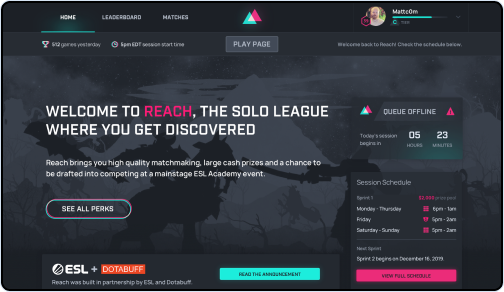 HOME LEADERBOARD MATCHES
Mattc0m
512 games yesterday 5pm EDT session start time
PLAY PAGE
Welcome back to Reach! Check the schedule below.
WELCOME TO REACH, THE SOLO LEAGUE
WHERE YOU GET DISCOVERED
Reach brings you high quality matchmaking, large cash prizes and a chance to
be drafted into competing at a mainstage ESL Academy event.
SEE ALL PERKS
QUEUE OFFLINE
Today's session
begins in
05 23
HOURS MINUTES
Session Schedule
Sprint 1
prize pool
Monday - Thursday 6pm - 1am
Friday 5pm - 2am
Saturday - Sunday 5pm - 2am
Next Sprint
Sprint 2 begins on December 16, 2019.
VIEW FULL SCHEDULE
ESL + DOTABUFF
Reach was built in partnership by ESL and Dotabuff.
READ THE ANNOUNCEMENT